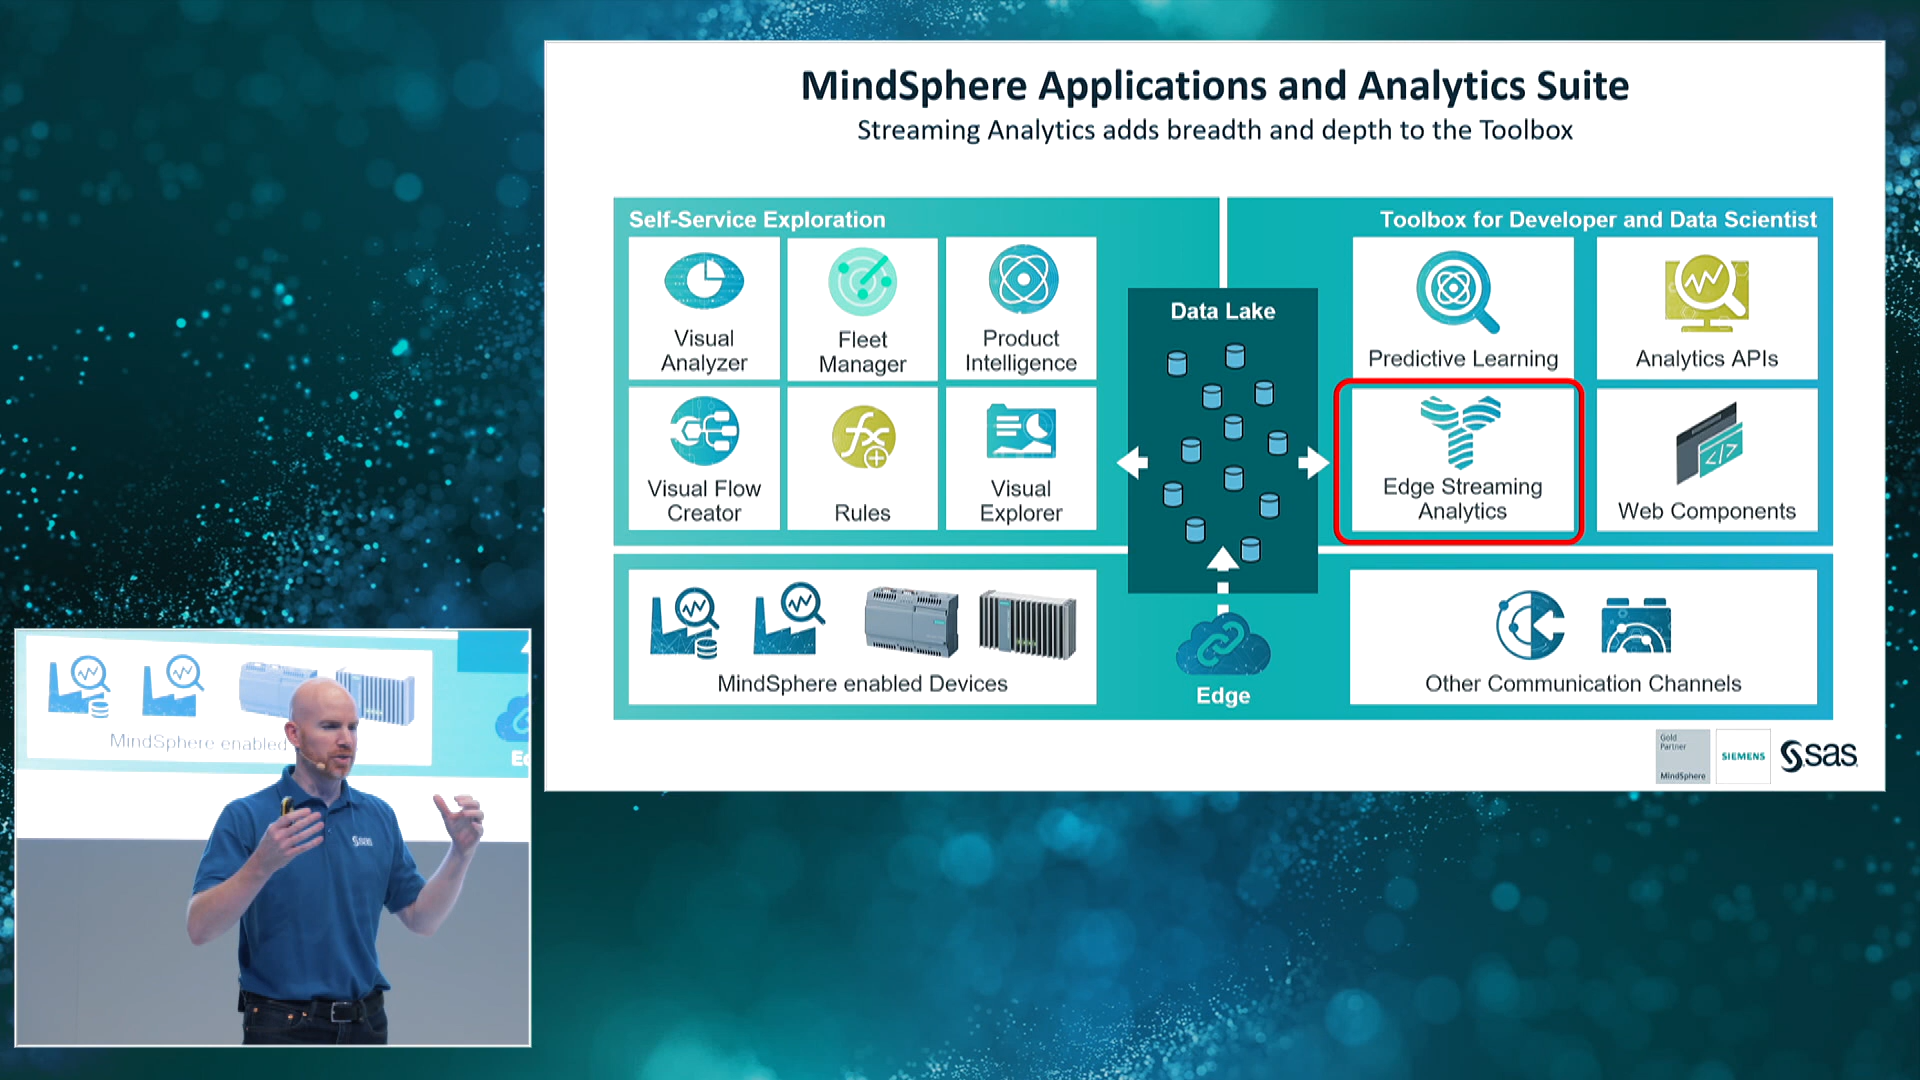 MindSphere Applications and Analytics Suite
Streaming Analytics adds breadth and depth to the Toolbox
Self-Service Exploration
Visual
Analyzer
Fleet
Manager
Product
Intelligence
Visual Flow
Creator
Rules
Visual
Explorer
Data Lake
Toolbox for Developer and Data Scientist
Predictive Learning
Analytics APIs
Edge Streaming
Analytics
Web Components
MindSphere enabled Devices
Edge
Other Communication Channels
Gold
Partner
MindSphere
SIEMENS
sas
MindSphere enabled
sas